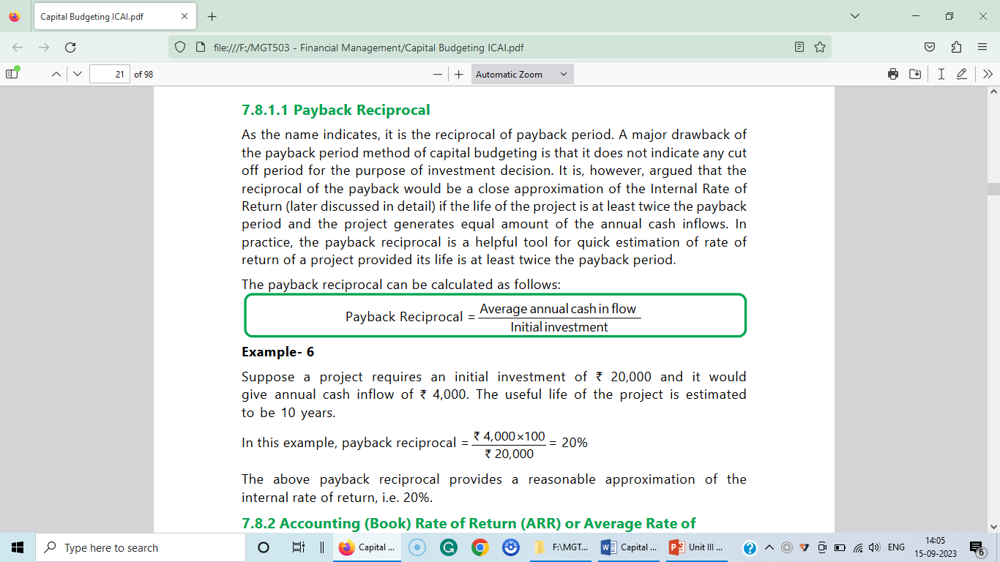 Capital Budgeting ICAI.pdf
file:///F:/MGT503 - Financial Management/Capital Budgeting ICAI.pdf
21 of 98
Automatic Zoom
7.8.1.1 Payback Reciprocal
As the name indicates, it is the reciprocal of payback period. A major drawback of
the payback period method of capital budgeting is that it does not indicate any cut
off period for the purpose of investment decision. It is, however, argued that the
reciprocal of the payback would be a close approximation of the Internal Rate of
Return (later discussed in detail) if the life of the project is at least twice the payback
period and the project generates equal amount of the annual cash inflows. In
practice, the payback reciprocal is a helpful tool for quick estimation of rate of
return of a project provided its life is at least twice the payback period.
The payback reciprocal can be calculated as follows:
Average annual cash in flow
Payback Reciprocal =
Initial investment
Example- 6
Suppose a project requires an initial investment of ₹ 20,000 and it would
give annual cash inflow of ₹ 4,000. The useful life of the project is estimated
to be 10 years.
₹ 4,000×100
In this example, payback reciprocal = = 20%
₹ 20,000
The above payback reciprocal provides a reasonable approximation of the
internal rate of return, i.e. 20%.
7.8.2 Accounting (Book) Rate of Return (ARR) or Average Rate of
Type here to search
Capital ...
F:\MGT...
Capital ...
Unit III ...
ENG
14:05
15-09-2023
6